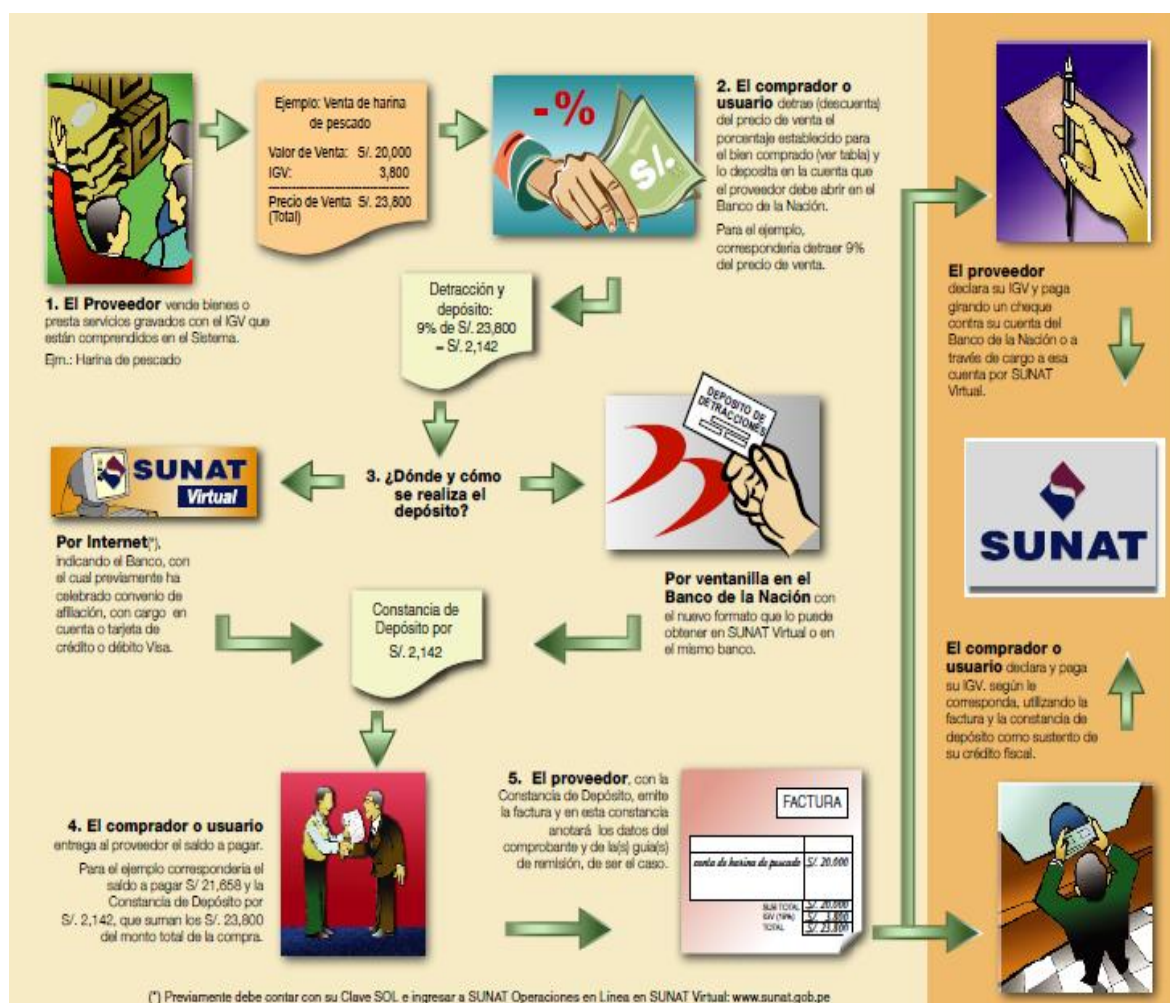 Ejemplo: Venta de harina
de pescado
Valor de Venta: S/. 20,000
IGV: 3,800
Precio de Venta S/. 23,800
(Total)
-%
S/.
1. El Proveedor vende bienes o
presta servicios gravados con el IGV que
están comprendidos en el Sistema.
Ejm.: Harina de pescado
2. El comprador o
usuario detrae (descuenta)
del precio de venta el
porcentaje establecido para
el bien comprado (ver tabla) y
lo deposita en la cuenta que
el proveedor debe abrir en el
Banco de la Nación.
Para el ejemplo,
correspondería detraer 9%
del precio de venta.
Detracción y
depósito:
9% de S/. 23,800
= S/. 2,142
3. ¿Dónde y cómo
se realiza el
depósito?
SUNAT
Virtual
Por Internet(*),
indicando el Banco, con
el cual previamente ha
celebrado convenio de
afiliación, con cargo en
cuenta o tarjeta de
crédito o débito Visa.
DEPOSITO DE
DETRACCIONES
Por ventanilla en el
Banco de la Nación con
el nuevo formato que lo puede
obtener en SUNAT Virtual o en
el mismo banco.
Constancia de
Depósito por
S/. 2,142
4. El comprador o usuario
entrega al proveedor el saldo a pagar.
Para el ejemplo correspondería el
saldo a pagar S/ 21,658 y la
Constancia de Depósito por
S/. 2,142, que suman los S/. 23,800
del monto total de la compra.
5. El proveedor, con la
Constancia de Depósito, emite
la factura y en esta constancia
anotará los datos del
comprobante y de la(s) guia(s)
de remisión, de ser el caso.
FACTURA
venta de harina de pescado S/. 20.000
SUB TOTAL S/. 20.000
IGV (19%) S/. 3.800
TOTAL S/. 23.800
El proveedor
declara su IGV y paga
girando un cheque
contra su cuenta del
Banco de la Nación o a
través de cargo a esa
cuenta por SUNAT
Virtual.
SUNAT
El comprador o
usuario declara y paga
su IGV. según le
corresponda, utilizando la
factura y la constancia de
depósito como sustento de
su crédito fiscal.
(*) Previamente debe contar con su Clave SOL e ingresar a SUNAT Operaciones en Línea en SUNAT Virtual: www.sunat.gob.pe